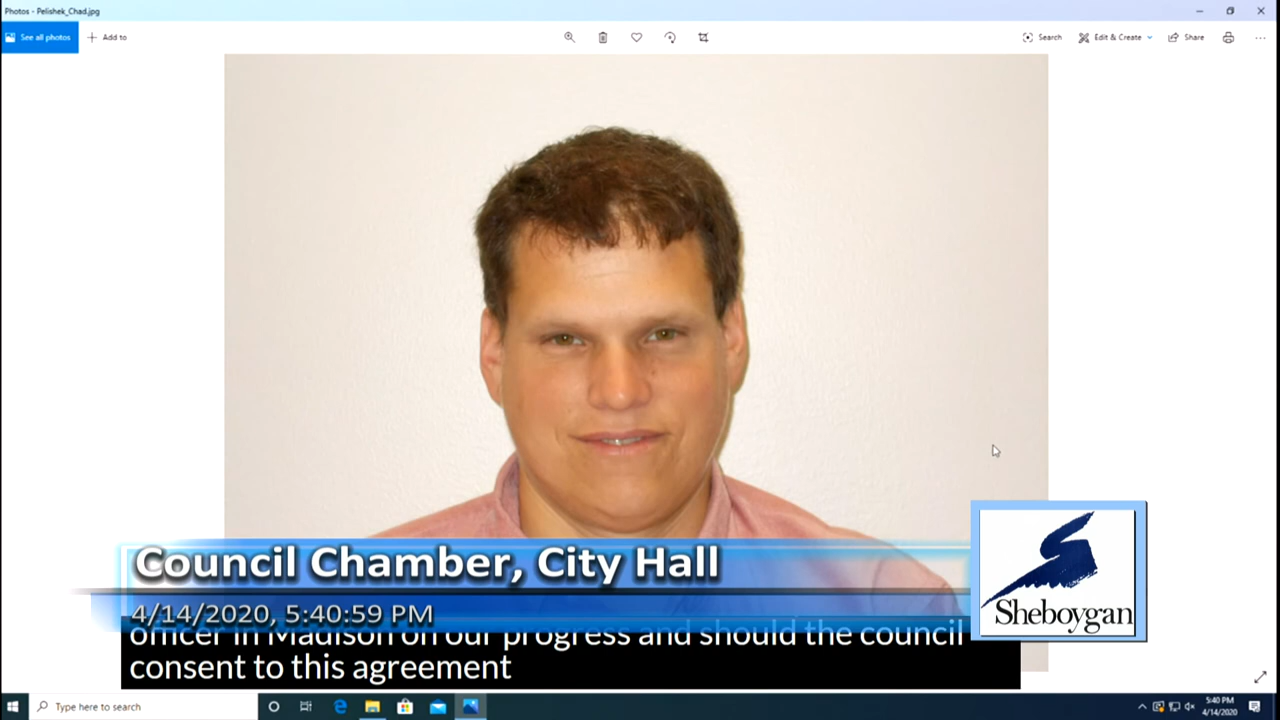 Photos - Pelishek_Chad.jpg
See all photos
Add to
Search
Edit & Create
Share
Council Chamber, City Hall
4/14/2020, 5:40:59 PM
officer in Madison on our progress and should the council
consent to this agreement
Sheboygan
Type here to search
5:40 PM
4/14/2020